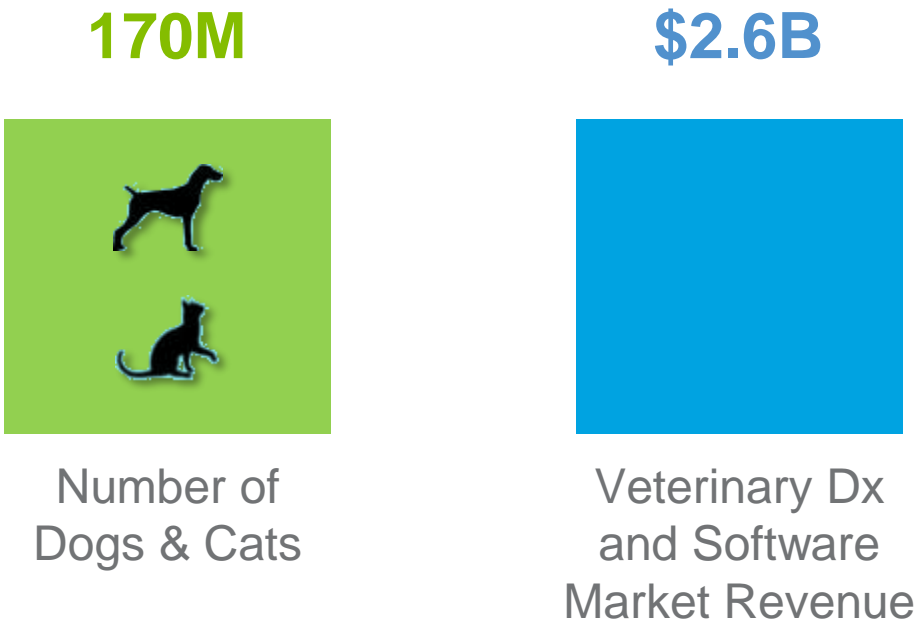 170M
$2.6B
Number of
Dogs & Cats
Veterinary Dx
and Software
Market Revenue